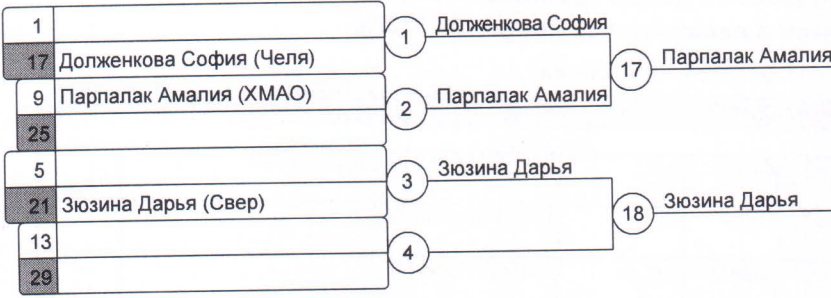 1
17 Долженкова София (Челя)
9 Парпалак Амалия (ХМАО)
25
5
21 Зюзина Дарья (Свер)
13
29
1 Долженкова София
2 Парпалак Амалия
3 Зюзина Дарья
4
17 Парпалак Амалия
18 Зюзина Дарья